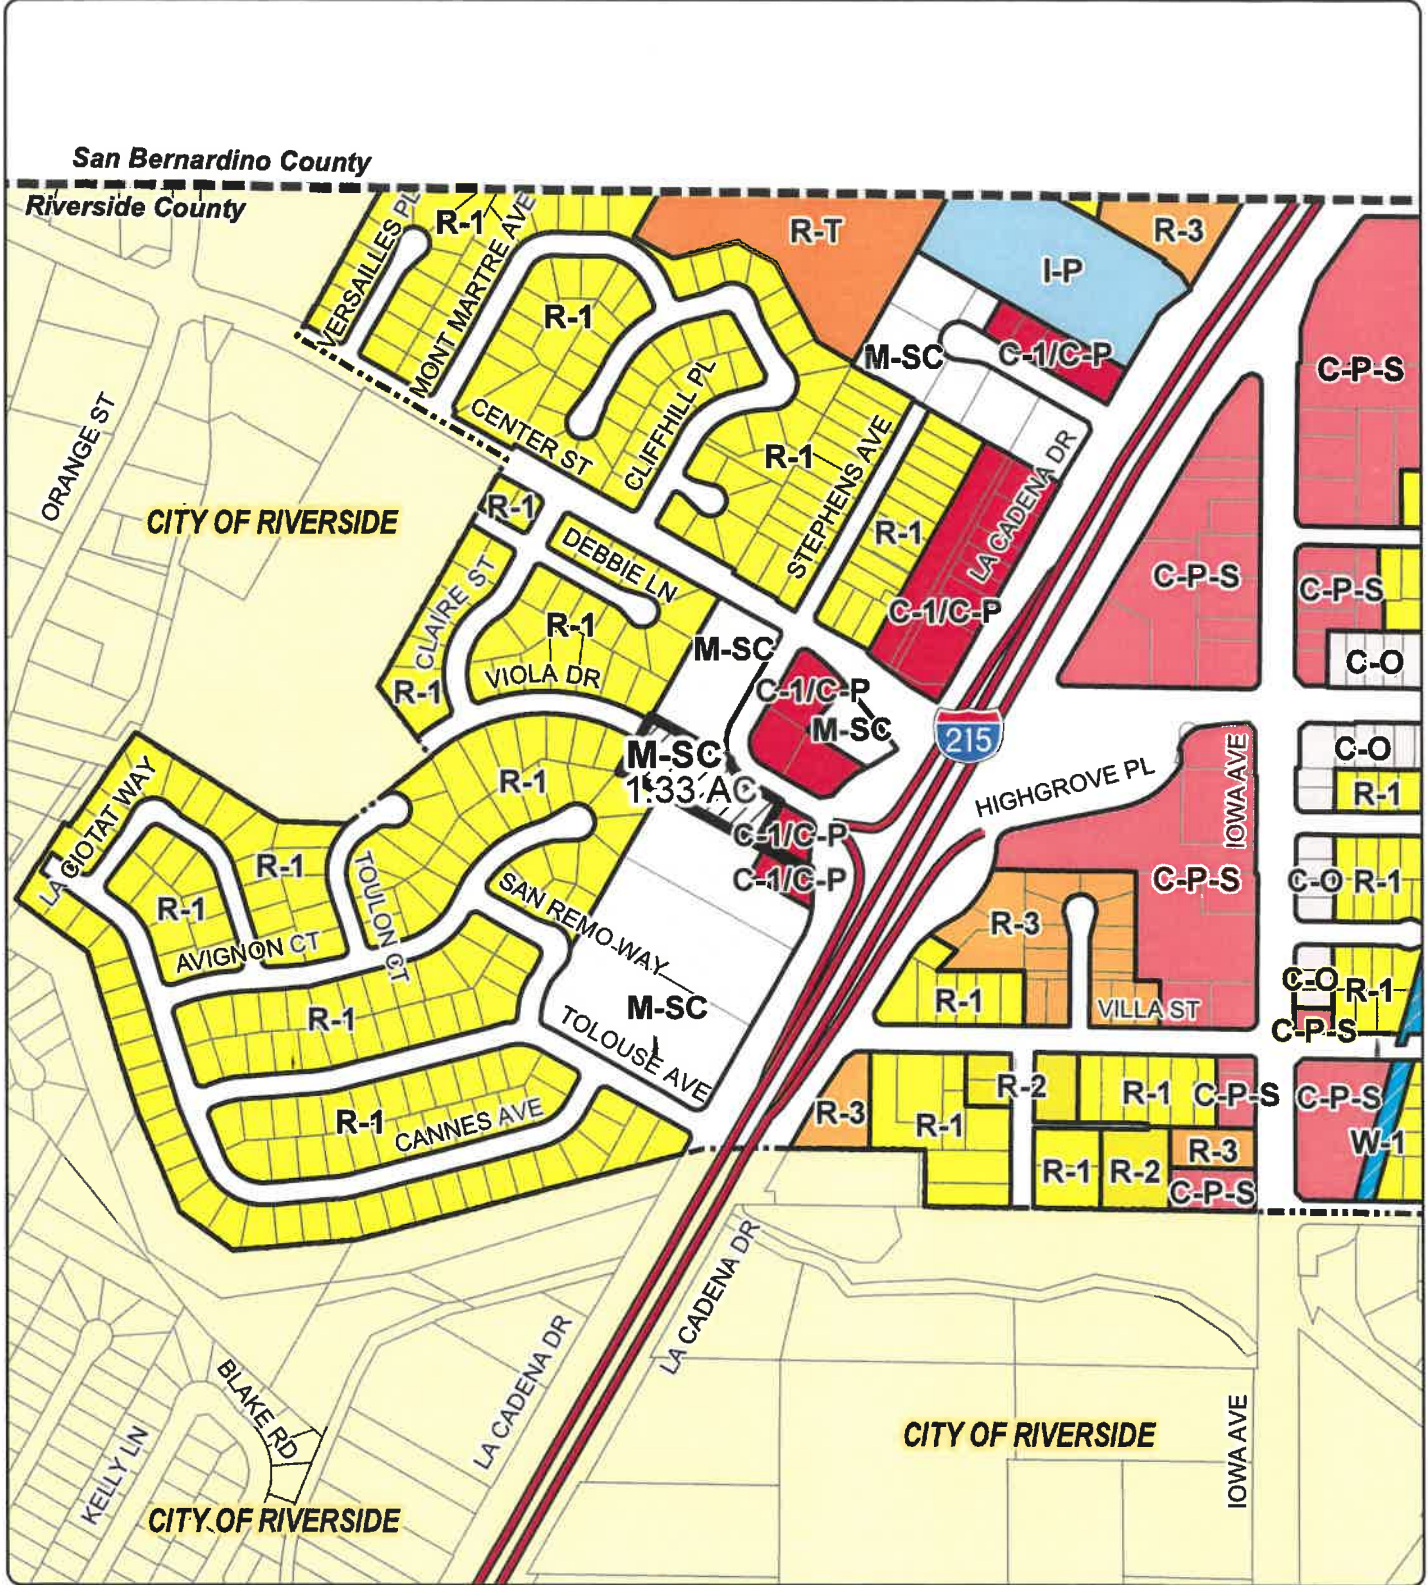 San Bernardino County
Riverside County
VERSAILLES PL
R-1
MONT MARTRE AVE
R-T
R-3
I-P
R-1
M-SC
C-1/C-P
C-P-S
ORANGE ST
CENTER ST
CLIFFHILL PL
R-1
STEPHENS AVE
LA CADENA DR
CITY OF RIVERSIDE
R-1
R-1
DEBBIE LN
C-P-S
C-P-S
CLAIRE ST
R-1
C-1/C-P
M-SC
C-O
R-1
VIOLA DR
C-1/C-P
M-SC
215
C-O
IOWA AVE
M-SC
1.33 AC
R-1
HIGHGROVE PL
R-1
LA CIOTAT WAY
C-1/C-P
R-1
TOULON CT
C-1/C-P
C-P-S
C-O
R-1
R-1
SAN REMO WAY
R-3
AVIGNON CT
C-O
R-1
R-1
R-1
M-SC
VILLA ST
C-P-S
TOLOUSE AVE
R-2
R-1
C-P-S
C-P-S
R-1
CANNES AVE
R-3
R-1
W-1
R-1
R-2
R-3
C-P-S
LA CADENA DR
LA CADENA DR
BLAKE RD
KELLY LN
CITY OF RIVERSIDE
IOWA AVE
CITY OF RIVERSIDE